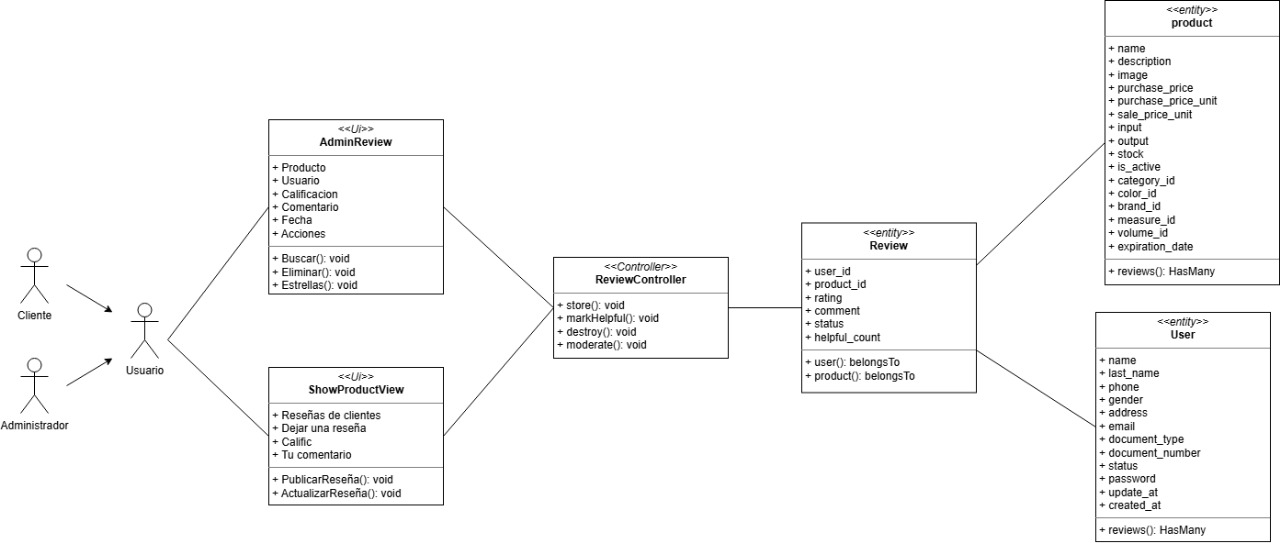 Cliente
Administrador
Usuario
<<Ui>>
AdminReview
+ Producto
+ Usuario
+ Calificacion
+ Comentario
+ Fecha
+ Acciones
+ Buscar(): void
+ Eliminar(): void
+ Estrellas(): void
<<Ui>>
ShowProductView
+ Reseñas de clientes
+ Dejar una reseña
+ Calific
+ Tu comentario
+ PublicarReseña(): void
+ ActualizarReseña(): void
<<Controller>>
ReviewController
+ store(): void
+ markHelpful(): void
+ destroy(): void
+ moderate(): void
<<entity>>
Review
+ user_id
+ product_id
+ rating
+ comment
+ status
+ helpful_count
+ user(): belongsTo
+ product(): belongsTo
<<entity>>
product
+ name
+ description
+ image
+ purchase_price
+ purchase_price_unit
+ sale_price_unit
+ input
+ output
+ stock
+ is_active
+ category_id
+ color_id
+ brand_id
+ measure_id
+ volume_id
+ expiration_date
+ reviews(): HasMany
<<entity>>
User
+ name
+ last_name
+ phone
+ gender
+ address
+ email
+ document_type
+ document_number
+ status
+ password
+ update_at
+ created_at
+ reviews(): HasMany